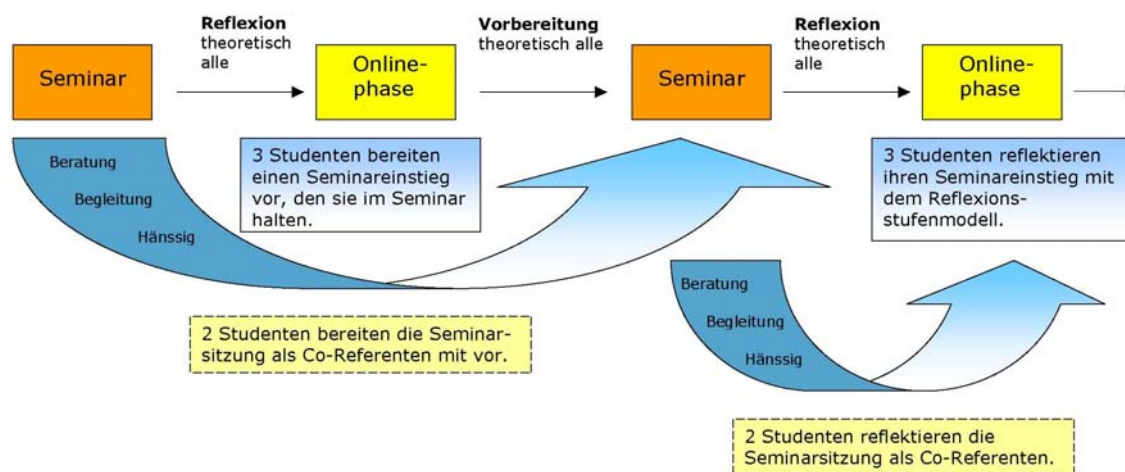 Reflexion
theoretisch
alle
Vorbereitung
theoretisch alle
Reflexion
theoretisch
alle
Seminar
Online-
phase
Seminar
Online-
phase
Beratung
Begleitung
Hänssig
3 Studenten bereiten
einen Seminareinstieg
vor, den sie im Seminar
halten.
3 Studenten reflektieren
ihren Seminareinstieg mit
dem Reflexions-
stufenmodell.
Beratung
Begleitung
Hänssig
2 Studenten bereiten die Seminar-
sitzung als Co-Referenten mit vor.
2 Studenten reflektieren die
Seminarsitzung als Co-Referenten.